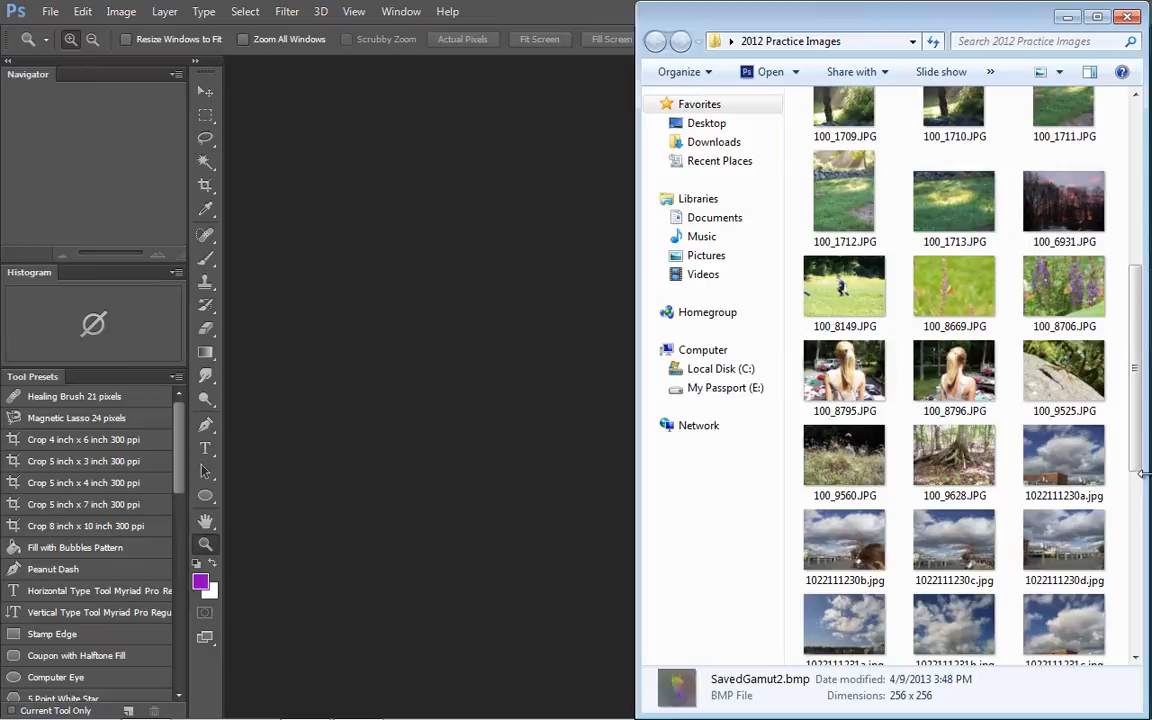 Ps File Edit Image Layer Type Select Filter 3D View Window Help
Resize Windows to Fit Zoom All Windows Scrubby Zoom Actual Pixels Fit Screen Fill Screen
Navigator
Histogram
Tool Presets
Healing Brush 21 pixels
Magnetic Lasso 24 pixels
Crop 4 inch x 6 inch 300 ppi
Crop 5 inch x 3 inch 300 ppi
Crop 5 inch x 4 inch 300 ppi
Crop 5 inch x 7 inch 300 ppi
Crop 8 inch x 10 inch 300 ppi
Fill with Bubbles Pattern
Peanut Dash
Horizontal Type Tool Myriad Pro Re
Vertical Type Tool Myriad Pro Regu
Stamp Edge
Coupon with Halftone Fill
Computer Eye
5 Point White Star
Current Tool Only
2012 Practice Images
Search 2012 Practice Images
Organize Ps Open Share with Slide show »
Favorites
Desktop
Downloads
Recent Places
Libraries
Documents
Music
Pictures
Videos
Homegroup
Computer
Local Disk (C:)
My Passport (E:)
Network
100_1709.JPG 100_1710.JPG 100_1711.JPG
100_1712.JPG 100_1713.JPG 100_6931.JPG
100_8149.JPG 100_8669.JPG 100_8706.JPG
100_8795.JPG 100_8796.JPG 100_9525.JPG
100_9560.JPG 100_9628.JPG 1022111230a.jpg
1022111230b.jpg 1022111230c.jpg 1022111230d.jpg
1022111231a.jpg 1022111231b.jpg 1022111231c.jpg
SavedGamut2.bmp Date modified: 4/9/2013 3:48 PM
BMP File Dimensions: 256 x 256